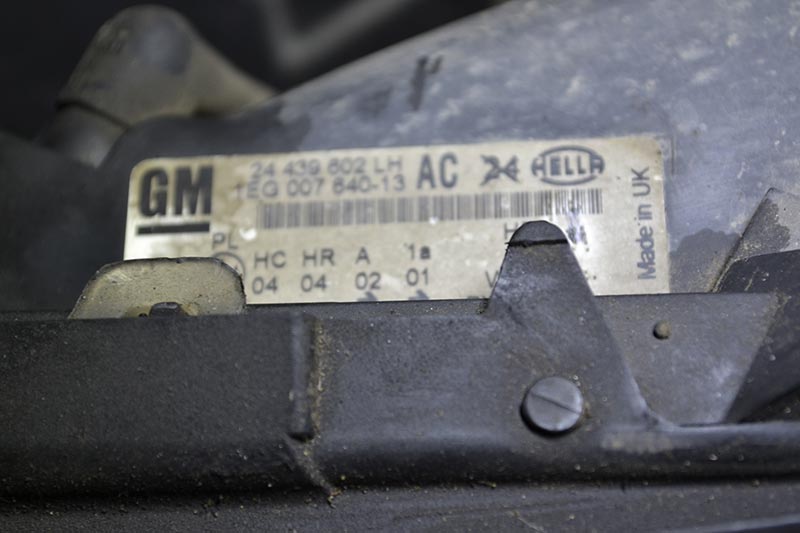 GM
24 439 602 LH
1EG 007 640-13
AC
HELLA
PL
HC HR A 1a
04 04 02 01
Made in UK